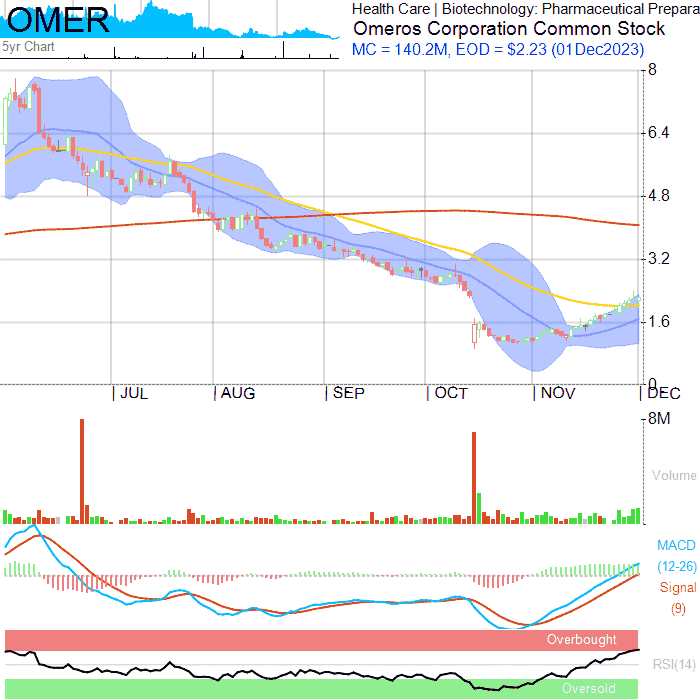 OMER
5yr Chart
Health Care | Biotechnology: Pharmaceutical Prepara
Omeros Corporation Common Stock
MC = 140.2M, EOD = $2.23 (01Dec2023)
8
6.4
4.8
3.2
1.6
0
JUL
AUG
SEP
OCT
NOV
DEC
8M
Volume
MACD
(12-26)
Signal
(9)
Overbought
RSI(14)
Oversold